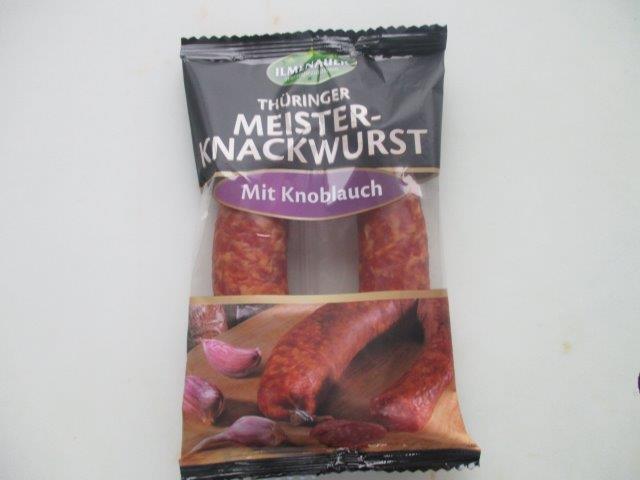 ILMENAUER
THÜRINGER
MEISTER-
KNACKWURST
Mit Knoblauch